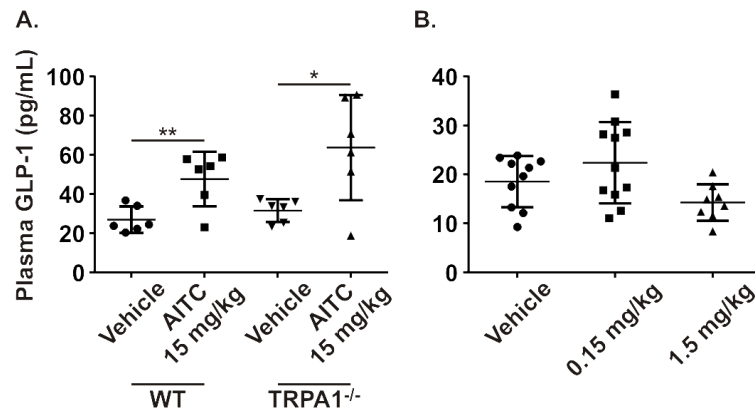 A.
B.
Plasma GLP-1 (pg/mL)
100
80
60
40
20
0
**
*
Vehicle
AITC
15 mg/kg
Vehicle
AITC
15 mg/kg
WT
TRPA1-/-
40
30
20
10
0
Vehicle
0.15 mg/kg
1.5 mg/kg